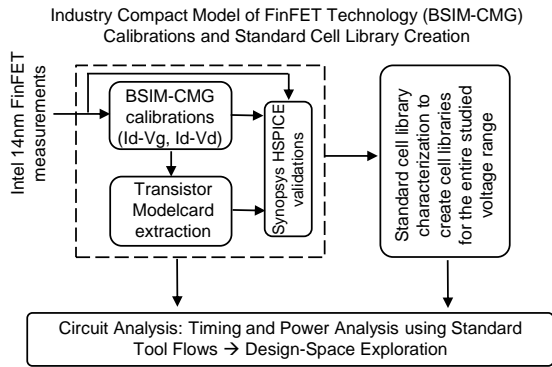 Industry Compact Model of FinFET Technology (BSIM-CMG)
Calibrations and Standard Cell Library Creation
Intel 14nm FinFET
measurements
BSIM-CMG
calibrations
(Id-Vg, Id-Vd)
Transistor
Modelcard
extraction
Synopsys HSPICE
validations
Standard cell library
characterization to
create cell libraries
for the entire studied
voltage range
Circuit Analysis: Timing and Power Analysis using Standard
Tool Flows → Design-Space Exploration